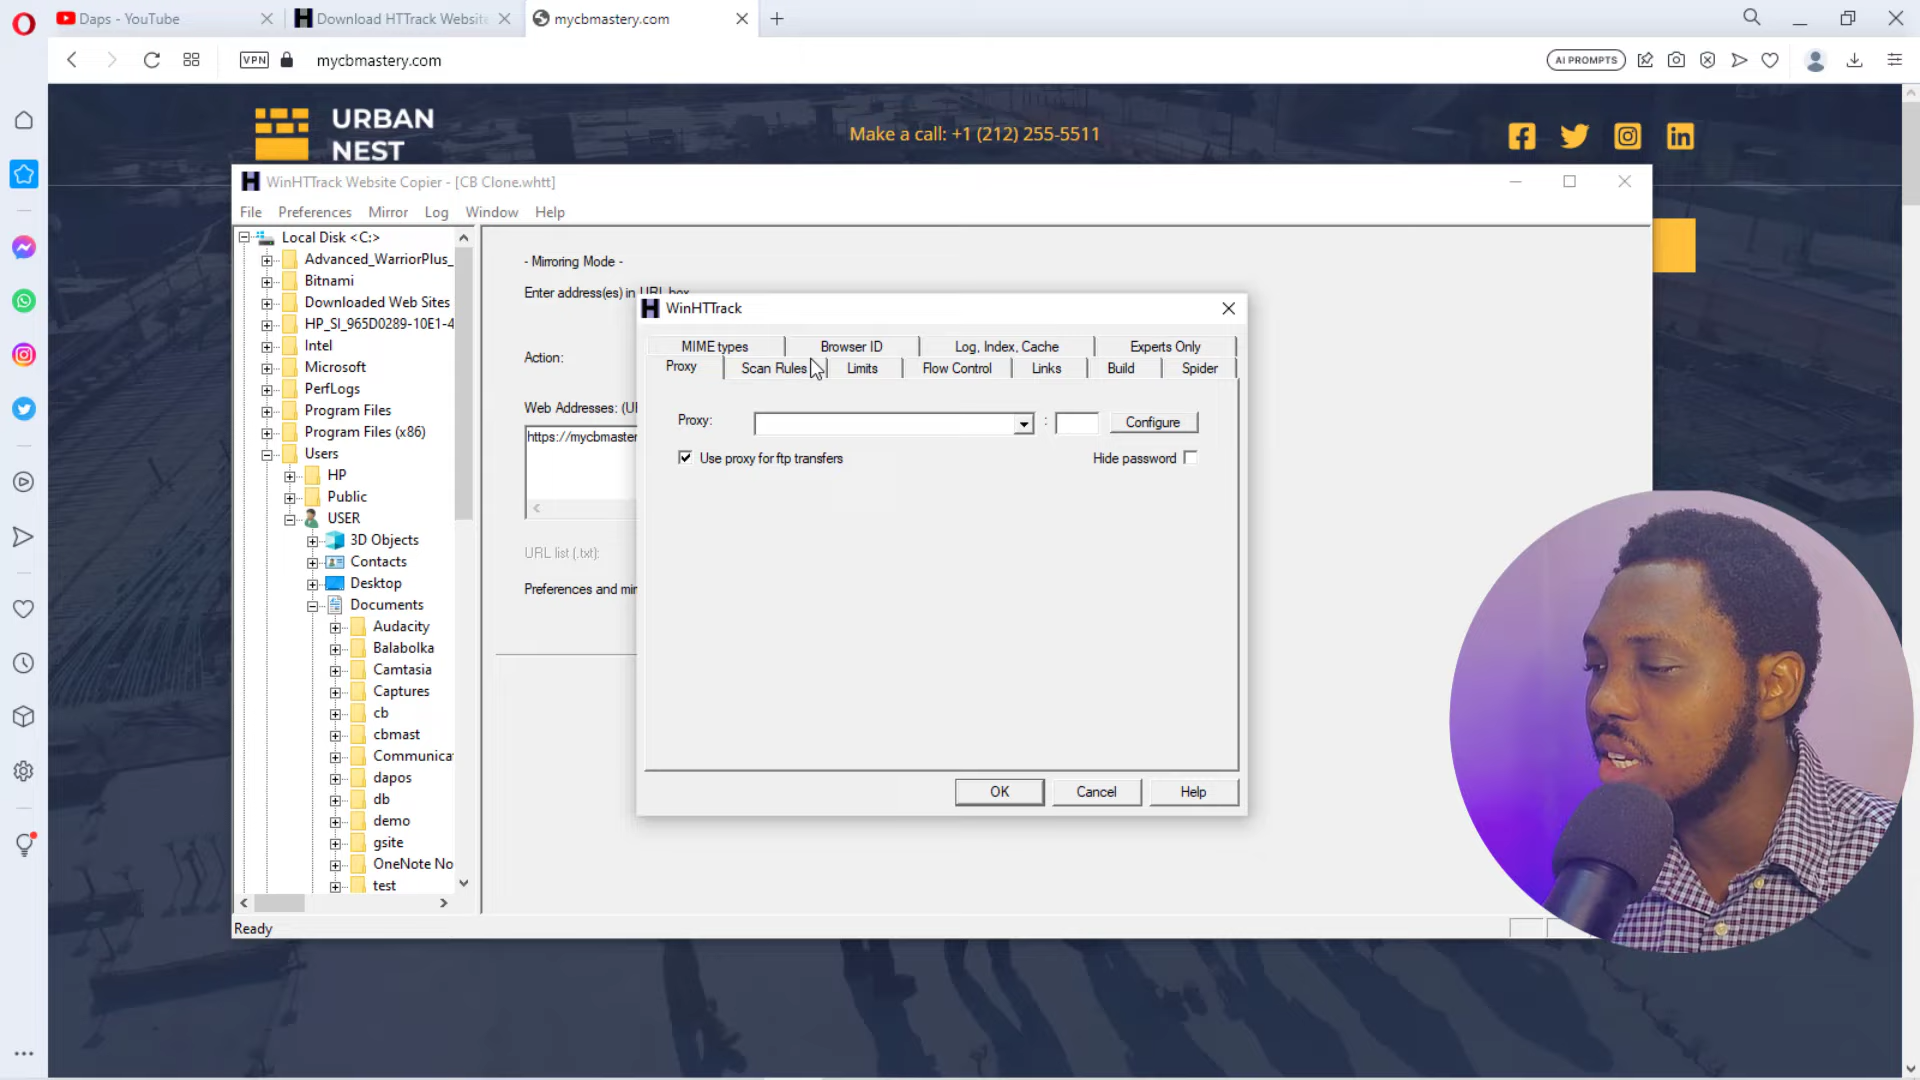 Daps - YouTube
Download HTTrack Website
mycbmastery.com
VPN
mycbmastery.com
AI PROMPTS
URBAN
NEST
Make a call: +1 (212) 255-5511
WinHTTrack Website Copier - [CB Clone.whtt]
File Preferences Mirror Log Window Help
Local Disk <C:>
Advanced_WarriorPlus_
Bitnami
Downloaded Web Sites
HP_SI_965D0289-10E1-4
Intel
Microsoft
PerfLogs
Program Files
Program Files (x86)
Users
HP
Public
USER
3D Objects
Contacts
Desktop
Documents
Audacity
Balabolka
Camtasia
Captures
cb
cbmast
Communica
dapos
db
demo
gsite
OneNote No
test
Ready
- Mirroring Mode -
Enter address(es) in URL box
Action:
Web Addresses: (U
https://mycbmaster
URL list (.txt):
Preferences and mi
WinHTTrack
MIME types Browser ID Log, Index, Cache Experts Only
Proxy Scan Rules Limits Flow Control Links Build Spider
Proxy: : Configure
Use proxy for ftp transfers Hide password
OK Cancel Help